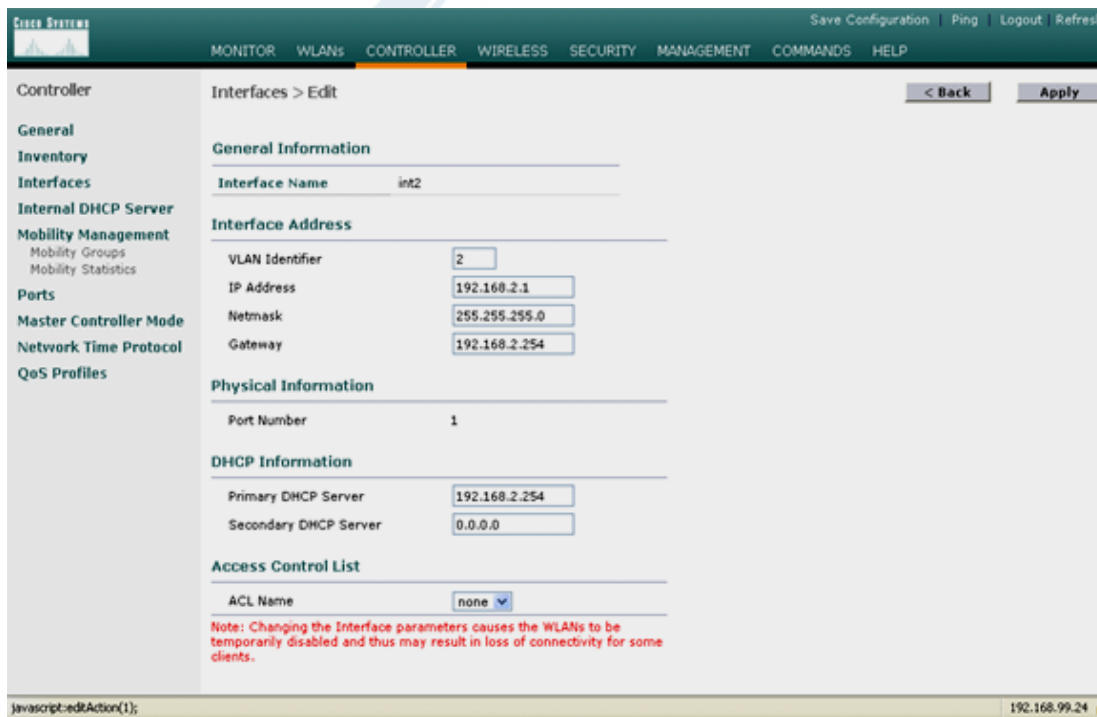 CISCO SYSTEMS
Save Configuration | Ping | Logout | Refresh
MONITOR WLANs CONTROLLER WIRELESS SECURITY MANAGEMENT COMMANDS HELP
Controller
General
Inventory
Interfaces
Internal DHCP Server
Mobility Management
Mobility Groups
Mobility Statistics
Ports
Master Controller Mode
Network Time Protocol
QoS Profiles
Interfaces > Edit
< Back
Apply
General Information
Interface Name int2
Interface Address
VLAN Identifier 2
IP Address 192.168.2.1
Netmask 255.255.255.0
Gateway 192.168.2.254
Physical Information
Port Number 1
DHCP Information
Primary DHCP Server 192.168.2.254
Secondary DHCP Server 0.0.0.0
Access Control List
ACL Name none
Note: Changing the Interface parameters causes the WLANs to be
temporarily disabled and thus may result in loss of connectivity for some
clients.
javascript:editAction(1);
192.168.99.24